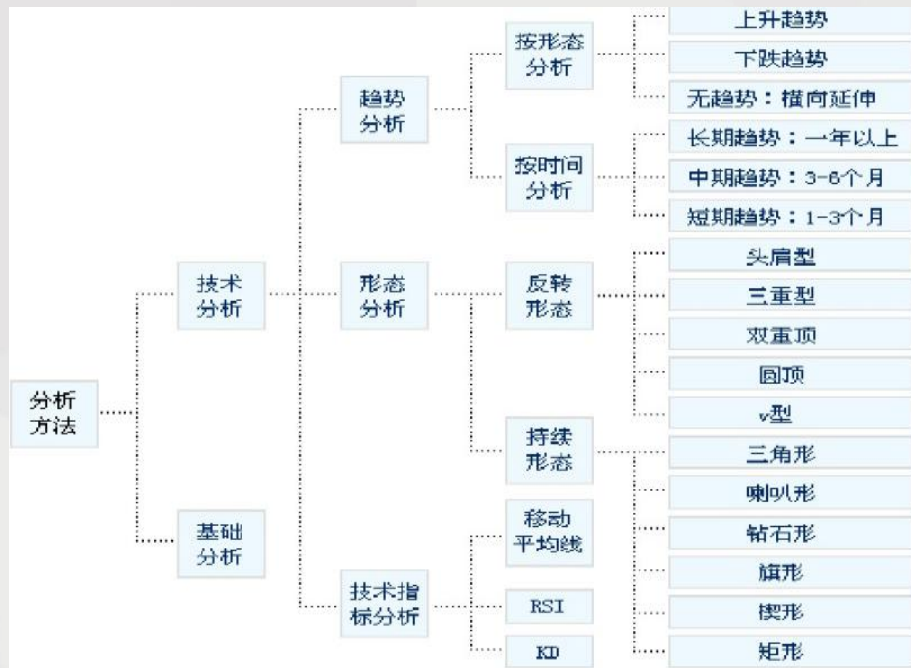 分析
方法
技术
分析
基础
分析
趋势
分析
形态
分析
技术指
标分析
按形态
分析
按时间
分析
反转
形态
持续
形态
移动
平均线
RSI
KD
上升趋势
下跌趋势
无趋势：横向延伸
长期趋势：一年以上
中期趋势：3-6个月
短期趋势：1-3个月
头肩型
三重型
双重顶
圆顶
v型
三角形
喇叭形
钻石形
旗形
楔形
矩形